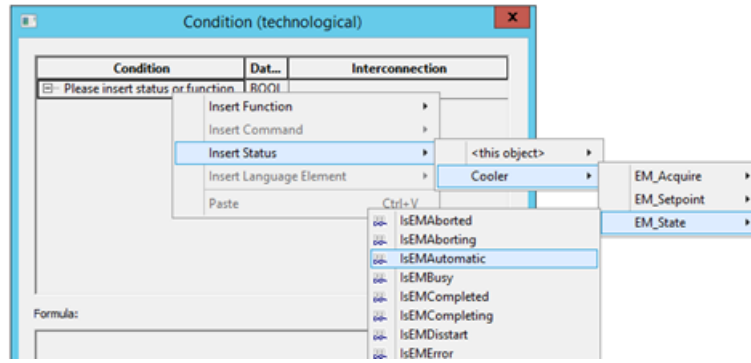 Condition (technological)
x
Condition Dat... Interconnection
Please insert status or function BOOL
Insert Function
Insert Command
Insert Status
<this object>
Insert Language Element
Cooler
EM_Acquire
Paste Ctrl+V
EM_Setpoint
IsEMAborted
EM_State
IsEMAborting
IsEMAutomatic
IsEMBusy
IsEMCompleted
Formula:
IsEMCompleting
IsEMDisstart
IsEMError